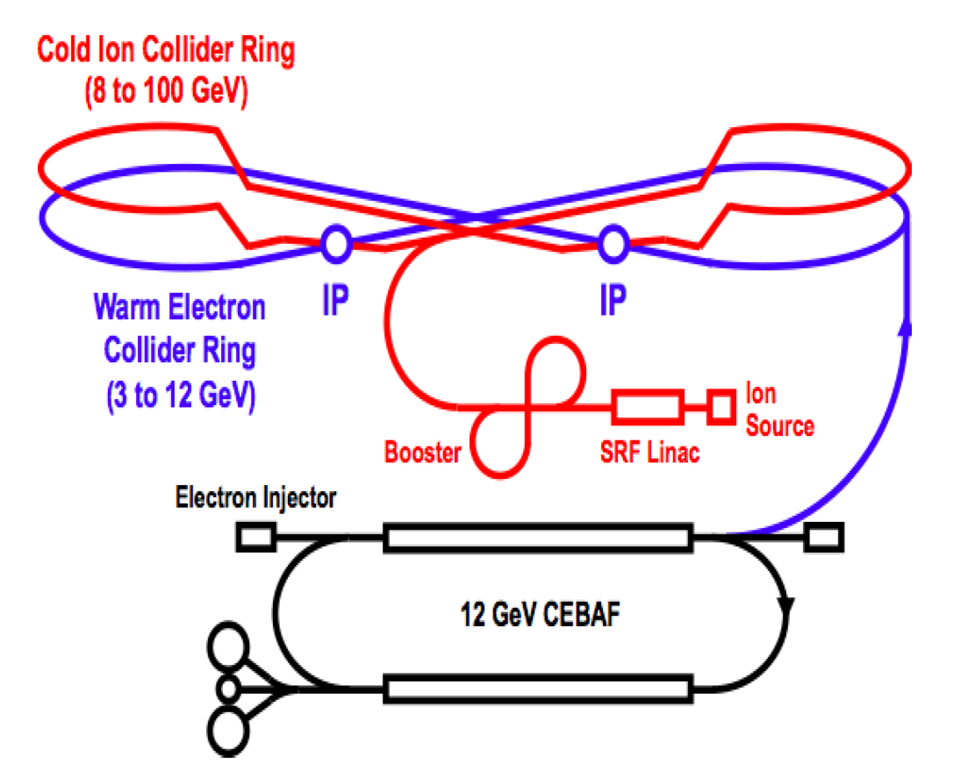 Cold Ion Collider Ring
(8 to 100 GeV)
IP
IP
Warm Electron
Collider Ring
(3 to 12 GeV)
Ion
Source
Booster
SRF Linac
Electron Injector
12 GeV CEBAF